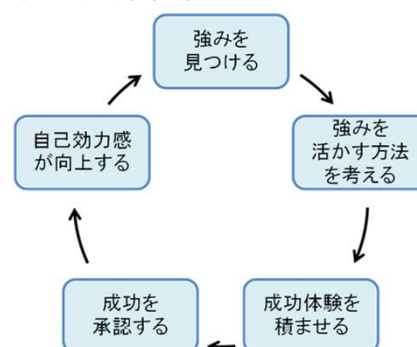 強みを
見つける
強みを
活かす方法
を考える
成功体験を
積ませる
成功を
承認する
自己効力感
が向上する